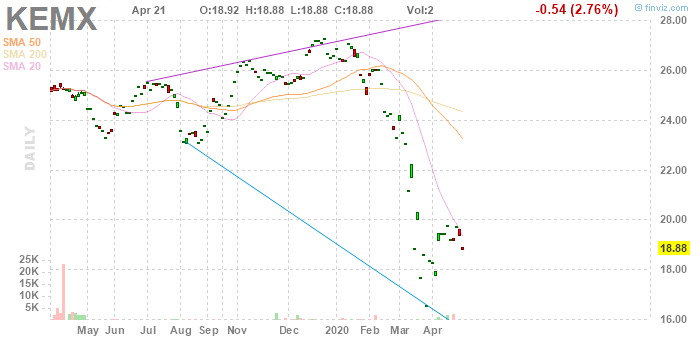 KEMX Apr 21 O:18.92 H:18.88 L:18.88 C:18.88 Vol:2 -0.54 (2.76%) © finviz.com
SMA 50
SMA 200
SMA 20
DAILY
28.00
26.00
24.00
22.00
20.00
18.88
18.00
16.00
25K
20K
15K
10K
5K
May Jun Jul Aug Sep Oct Nov Dec 2020 Feb Mar Apr